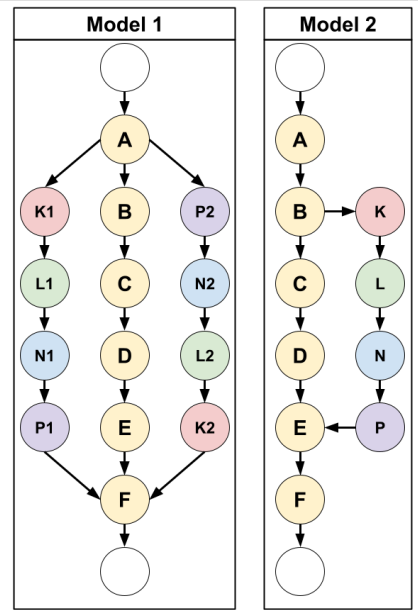 Model 1
Model 2
A
K1 B P2
L1 C N2
N1 D L2
P1 E K2
F
A
B K
C L
D N
E P
F